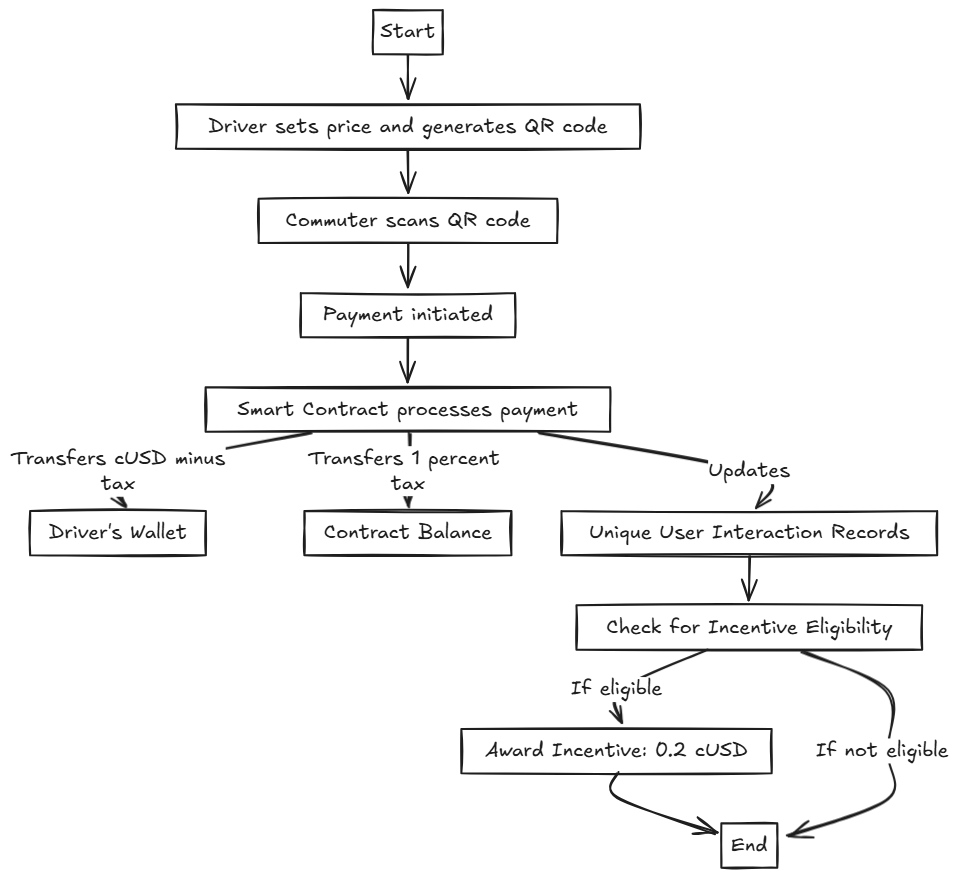 Start
Driver sets price and generates QR code
Commuter scans QR code
Payment initiated
Smart Contract processes payment
Transfers cUSD minus
tax
Transfers 1 percent
tax
Updates
Driver's Wallet
Contract Balance
Unique User Interaction Records
Check for Incentive Eligibility
If eligible
Award Incentive: 0.2 cUSD
If not eligible
End